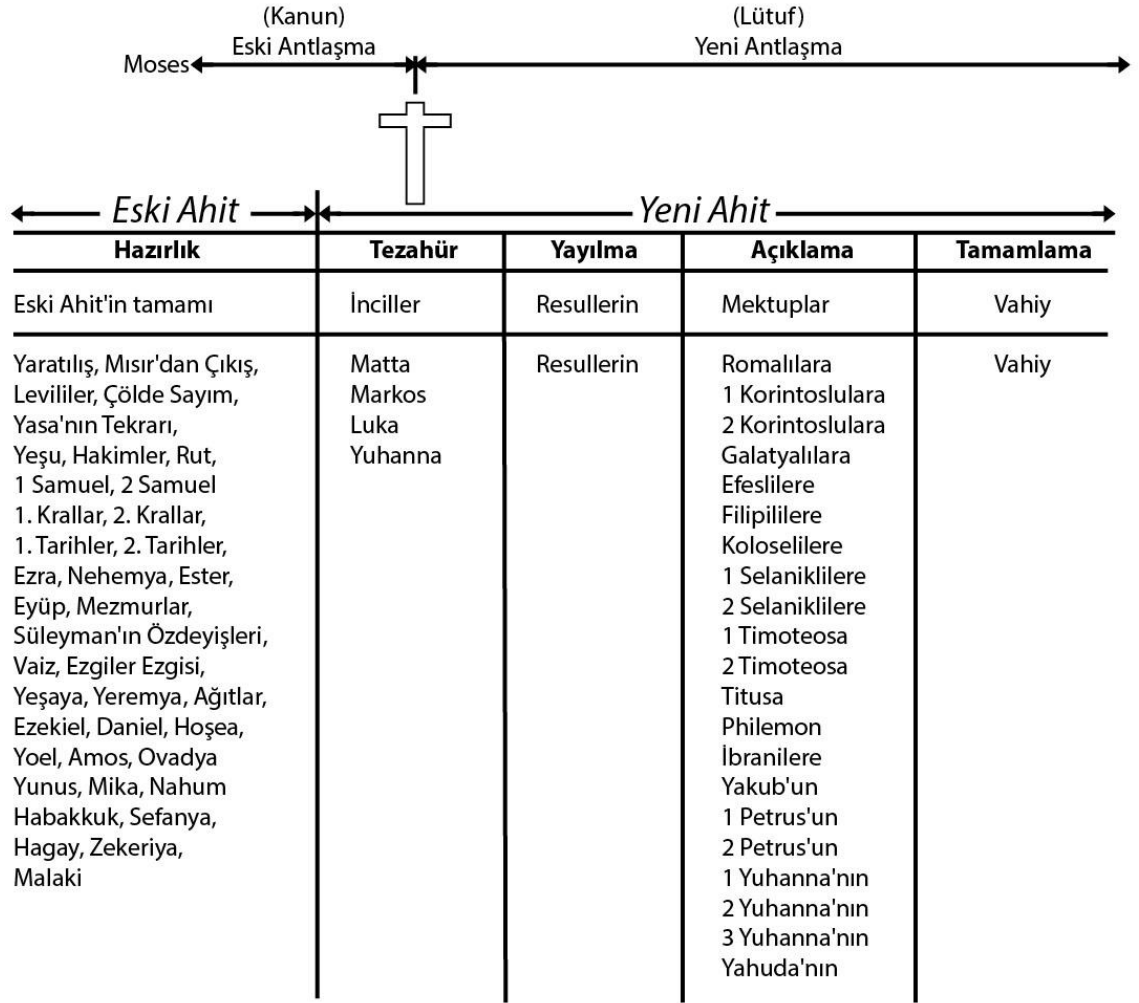 (Kanun)
Eski Antlaşma
(Lütuf)
Yeni Antlaşma
Moses
Eski Ahit
Yeni Ahit
Hazırlık
Tezahür
Yayılma
Açıklama
Tamamlama
Eski Ahit'in tamamı
İnciller
Resullerin
Mektuplar
Vahiy
Yaratılış, Mısır'dan Çıkış,
Levililer, Çölde Sayım,
Yasa'nın Tekrarı,
Yeşu, Hakimler, Rut,
1 Samuel, 2 Samuel
1. Krallar, 2. Krallar,
1. Tarihler, 2. Tarihler,
Ezra, Nehemya, Ester,
Eyüp, Mezmurlar,
Süleyman'ın Özdeyişleri,
Vaiz, Ezgiler Ezgisi,
Yeşaya, Yeremya, Ağıtlar,
Ezekiel, Daniel, Hoşea,
Yoel, Amos, Ovadya
Yunus, Mika, Nahum
Habakkuk, Sefanya,
Hagay, Zekeriya,
Malaki
Matta
Markos
Luka
Yuhanna
Resullerin
Romalılara
1 Korintoslulara
2 Korintoslulara
Galatyalılara
Efeslilere
Filipililere
Koloselilere
1 Selaniklilere
2 Selaniklilere
1 Timoteosa
2 Timoteosa
Titusa
Philemon
İbranilere
Yakub'un
1 Petrus'un
2 Petrus'un
1 Yuhanna'nın
2 Yuhanna'nın
3 Yuhanna'nın
Yahuda'nın
Vahiy